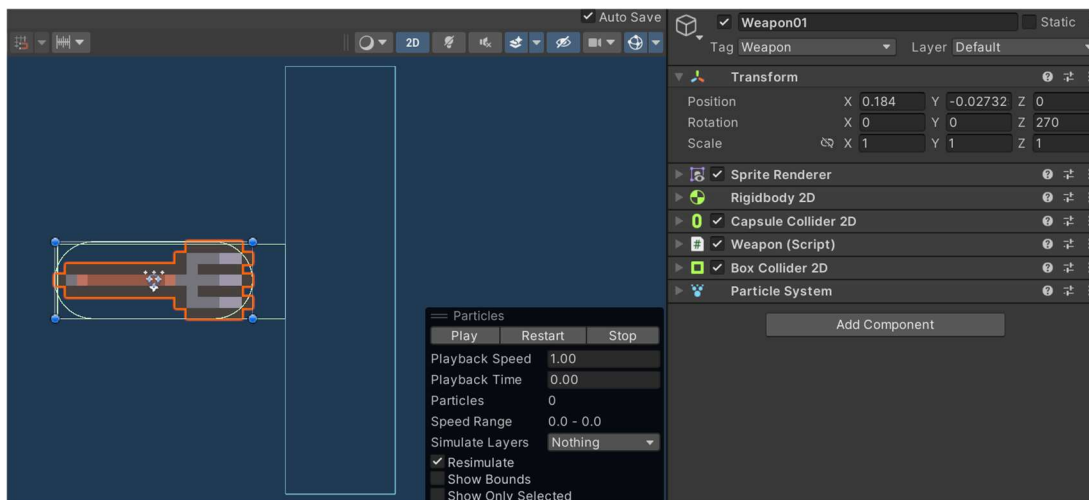 Auto Save
2D
Weapon01 Static
Tag Weapon Layer Default
Transform
Position X 0.184 Y -0.02732 Z 0
Rotation X 0 Y 0 Z 270
Scale X 1 Y 1 Z 1
Sprite Renderer
Rigidbody 2D
Capsule Collider 2D
# Weapon (Script)
Box Collider 2D
Particle System
Add Component
Particles
Play Restart Stop
Playback Speed 1.00
Playback Time 0.00
Particles 0
Speed Range 0.0 - 0.0
Simulate Layers Nothing
Resimulate
Show Bounds
Show Only Selected